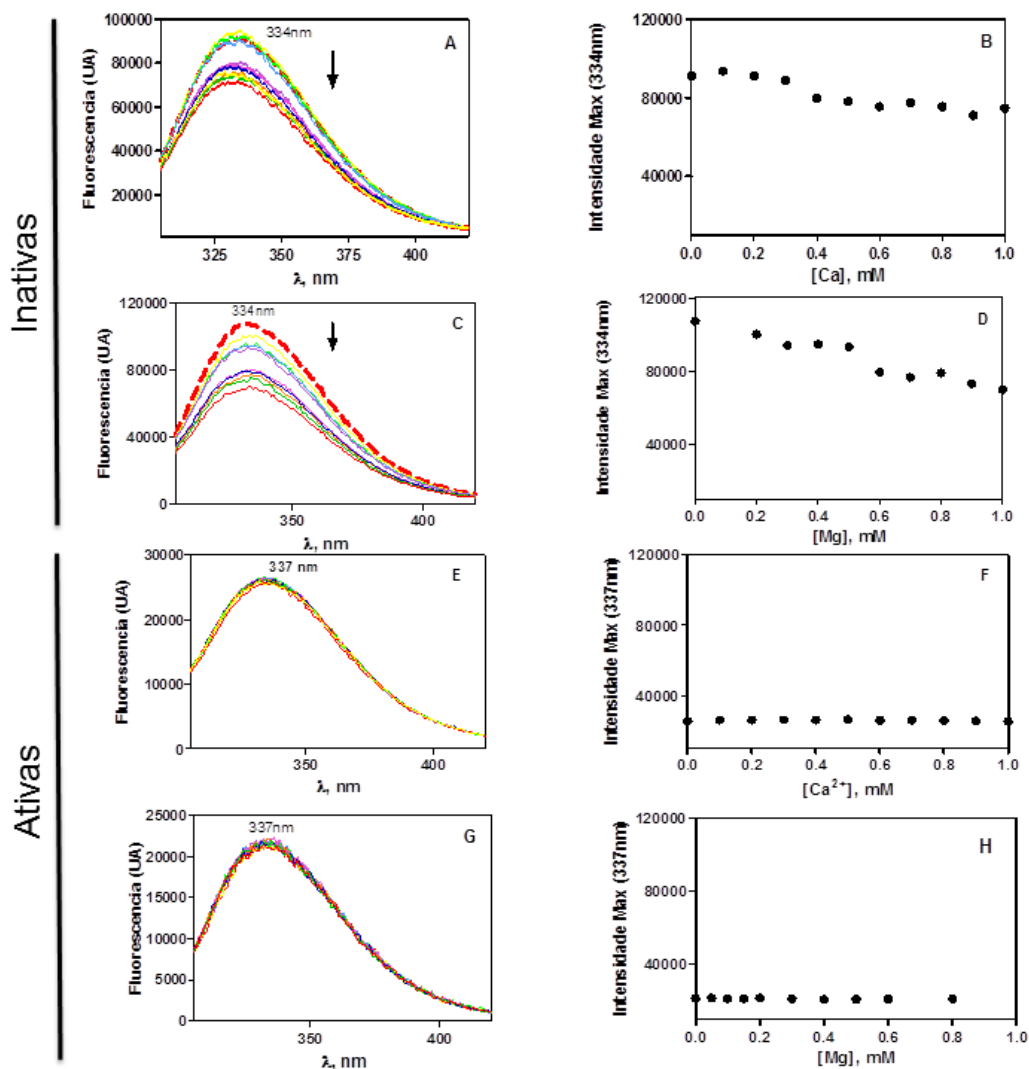 Inativas
Ativas
A
334nm
Fluorescencia (UA)
100000
80000
60000
40000
20000
325
350
375
400
λ, nm
B
Intensidade Max (334nm)
120000
80000
40000
0.0
0.2
0.4
0.6
0.8
1.0
[Ca], mM
C
334nm
Fluorescência (UA)
120000
80000
40000
0
350
400
λ, nm
D
Intensidade Max (334nm)
120000
80000
40000
0.0
0.2
0.4
0.6
0.8
1.0
[Mg], mM
E
337 nm
Fluorescência (UA)
30000
20000
10000
0
350
400
λ, nm
F
Intensidade Max (337nm)
120000
80000
40000
0.0
0.2
0.4
0.6
0.8
1.0
[Ca²⁺], mM
G
337nm
Fluorescência (UA)
25000
20000
15000
10000
5000
0
350
400
λ, nm
H
Intensidade Max (337nm)
120000
80000
40000
0.0
0.2
0.4
0.6
0.8
1.0
[Mg], mM